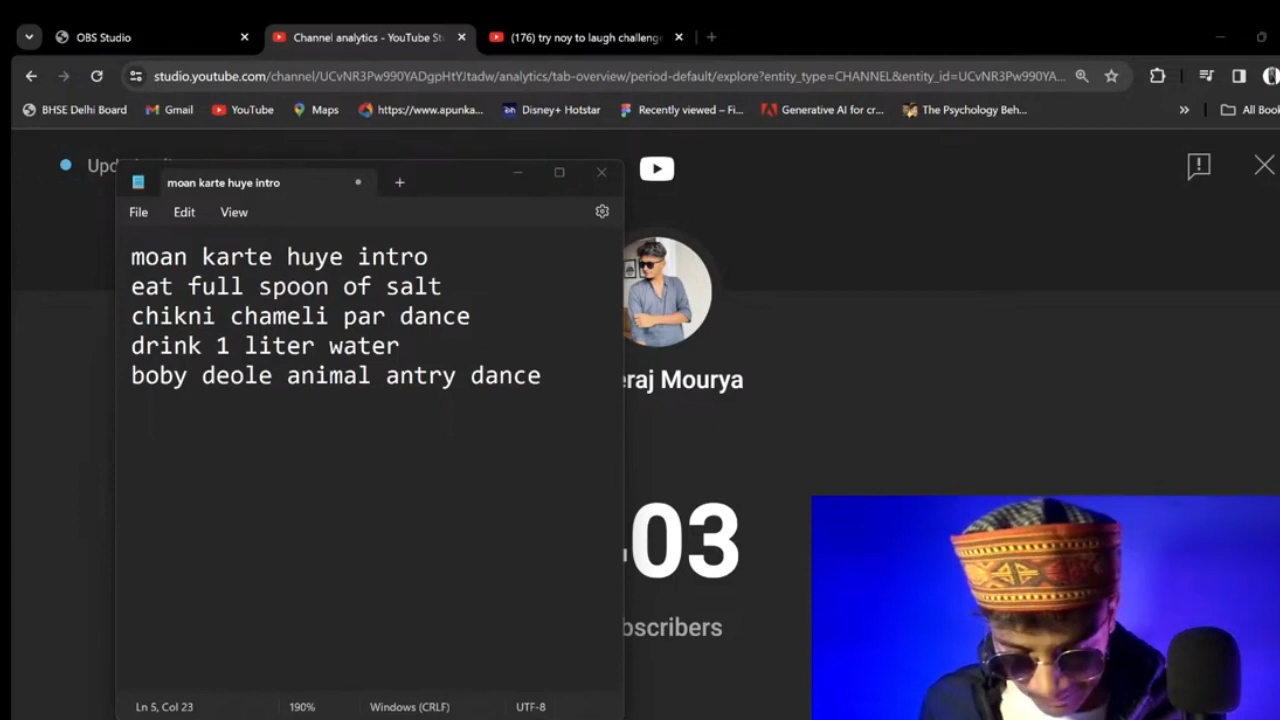 OBS Studio
Channel analytics - YouTube St
(176) try noy to laugh challeng
studio.youtube.com/channel/UCvNR3Pw990YADgpHtYJtadw/analytics/tab-overview/period-default/explore?entity_type=CHANNEL&entity_id=UCvNR3Pw990YA...
BHSE Delhi Board
Gmail
YouTube
Maps
https://www.apunka...
Disney+ Hotstar
Recently viewed – Fi...
Generative AI for cr...
The Psychology Beh...
»
All Book
moan karte huye intro
File Edit View
moan karte huye intro
eat full spoon of salt
chikni chameli par dance
drink 1 liter water
boby deole animal antry dance
eraj Mourya
403
bscribers
Ln 5, Col 23
190%
Windows (CRLF)
UTF-8